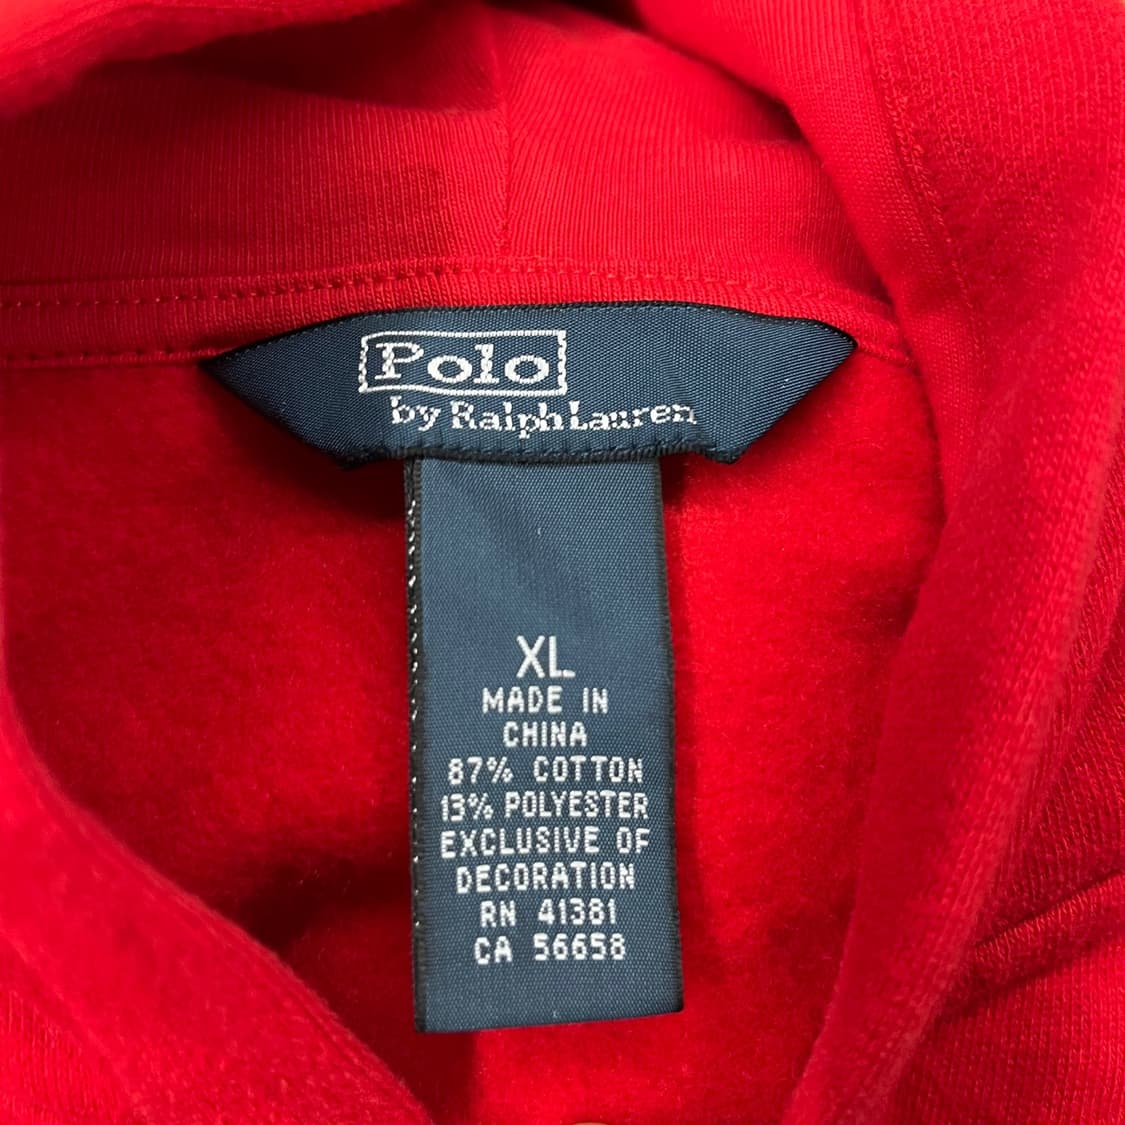 Polo
by Ralph Lauren
XL
MADE IN
CHINA
87% COTTON
13% POLYESTER
EXCLUSIVE OF
DECORATION
RN 41381
CA 56658